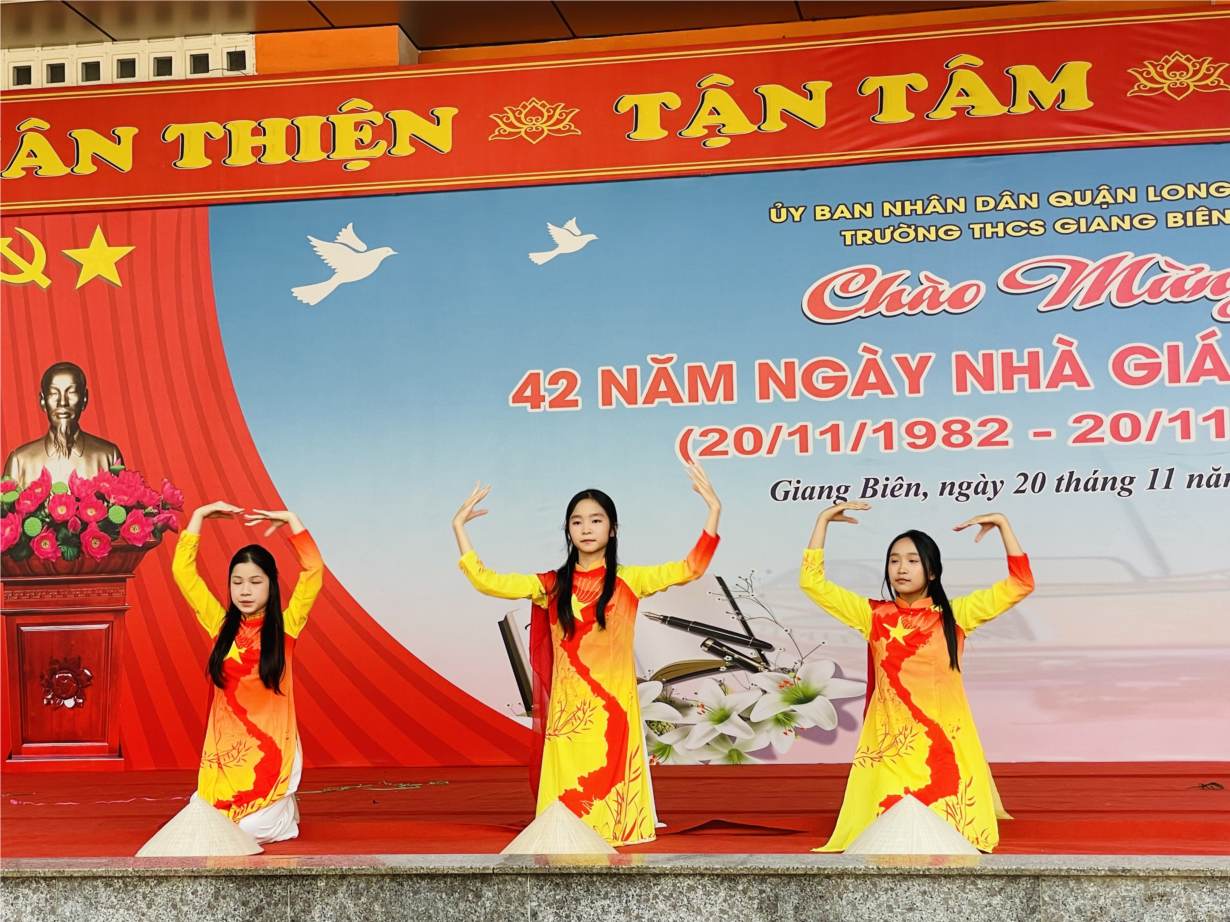 ÂN THIỆN TẬN TÂM
ỦY BAN NHÂN DÂN QUẬN LONG
TRƯỜNG THCS GIANG BIÊN
Chào Mừng
42 NĂM NGÀY NHÀ GIÁ
(20/11/1982 - 20/11
Giang Biên, ngày 20 tháng 11 năm